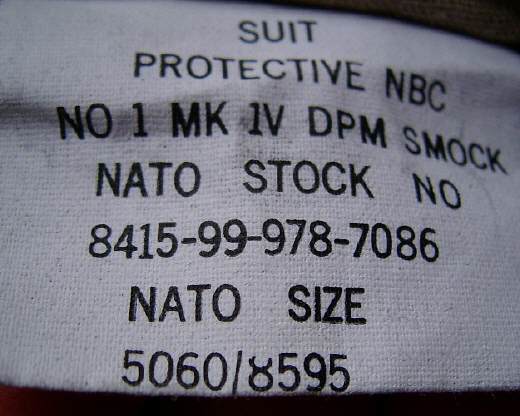 SUIT
PROTECTIVE NBC
NO 1 MK IV DPM SMOCK
NATO STOCK NO
8415-99-978-7086
NATO SIZE
5060/8595